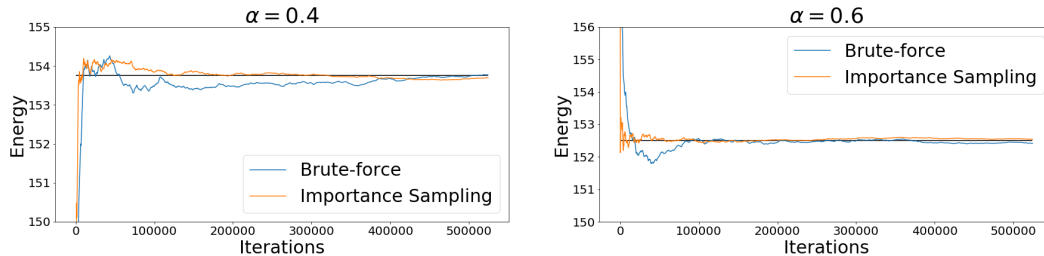 α = 0.4
155
154
153
152
151
150
Energy
Brute-force
Importance Sampling
0 100000 200000 300000 400000 500000
Iterations
α = 0.6
156
155
154
153
152
151
150
Energy
Brute-force
Importance Sampling
0 100000 200000 300000 400000 500000
Iterations